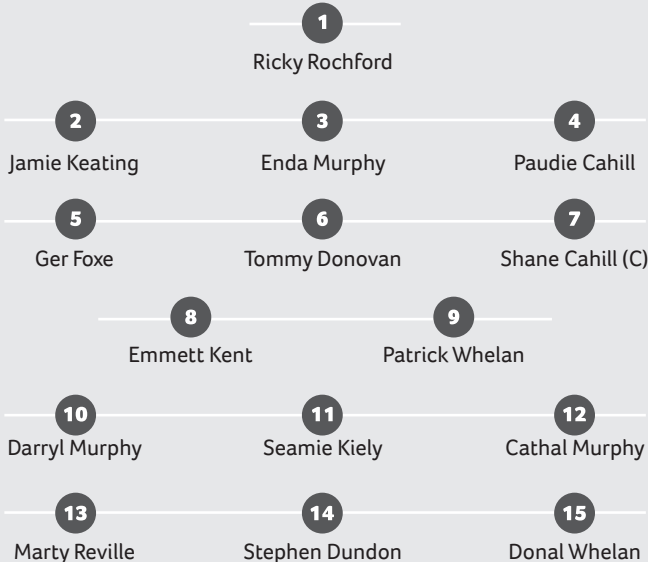 1
Ricky Rochford
2 3 4
Jamie Keating Enda Murphy Paudie Cahill
5 6 7
Ger Foxe Tommy Donovan Shane Cahill (C)
8 9
Emmett Kent Patrick Whelan
10 11 12
Darryl Murphy Seamie Kiely Cathal Murphy
13 14 15
Marty Reville Stephen Dundon Donal Whelan